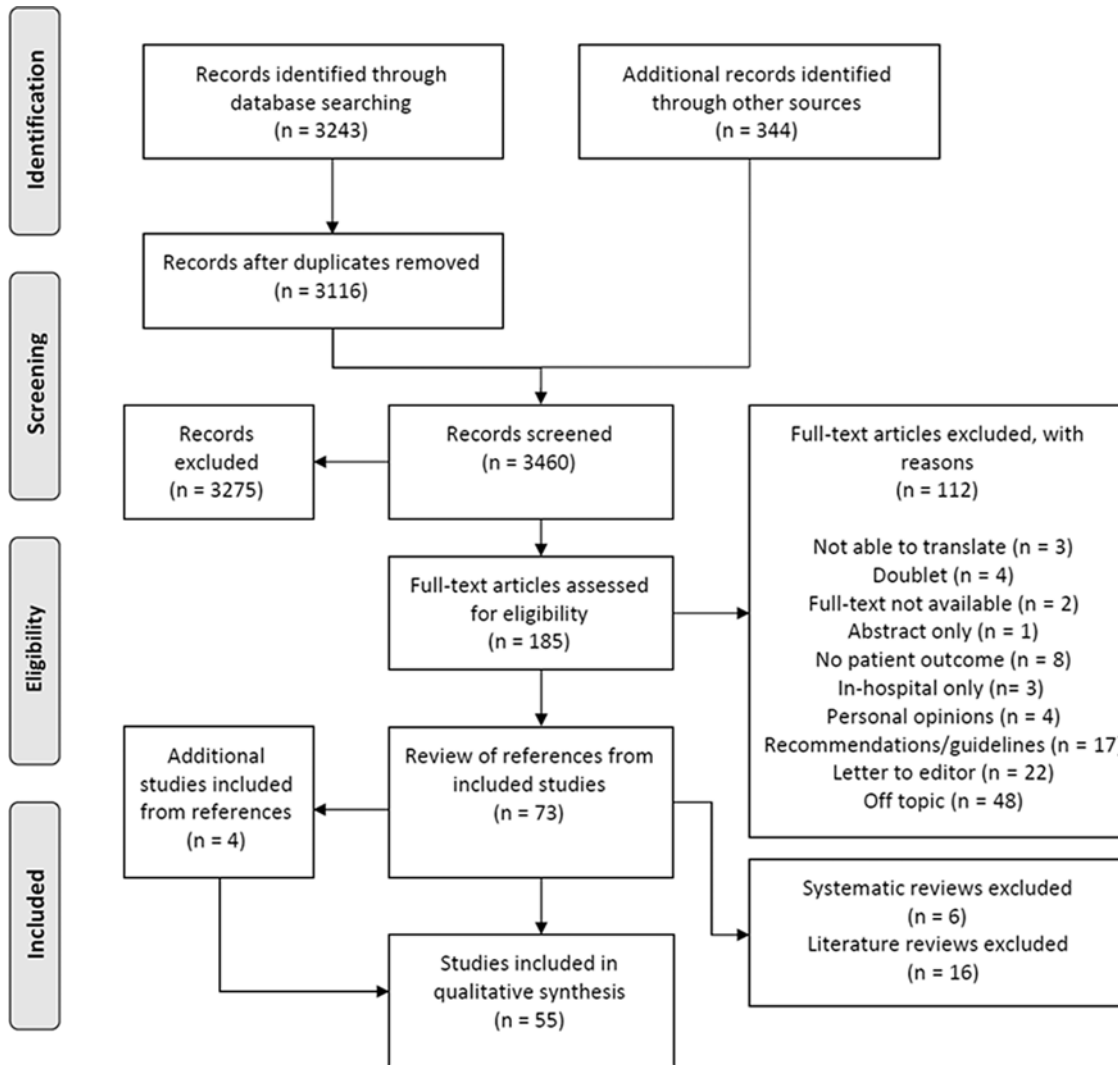 Identification
Records identified through
database searching
(n = 3243)
Additional records identified
through other sources
(n = 344)
Records after duplicates removed
(n = 3116)
Screening
Records
excluded
(n = 3275)
Records screened
(n = 3460)
Full-text articles excluded, with
reasons
(n = 112)
Not able to translate (n = 3)
Doublet (n = 4)
Full-text not available (n = 2)
Abstract only (n = 1)
No patient outcome (n = 8)
In-hospital only (n= 3)
Personal opinions (n = 4)
Recommendations/guidelines (n = 17)
Letter to editor (n = 22)
Off topic (n = 48)
Eligibility
Full-text articles assessed
for eligibility
(n = 185)
Additional
studies included
from references
(n = 4)
Review of references from
included studies
(n = 73)
Included
Systematic reviews excluded
(n = 6)
Literature reviews excluded
(n = 16)
Studies included in
qualitative synthesis
(n = 55)